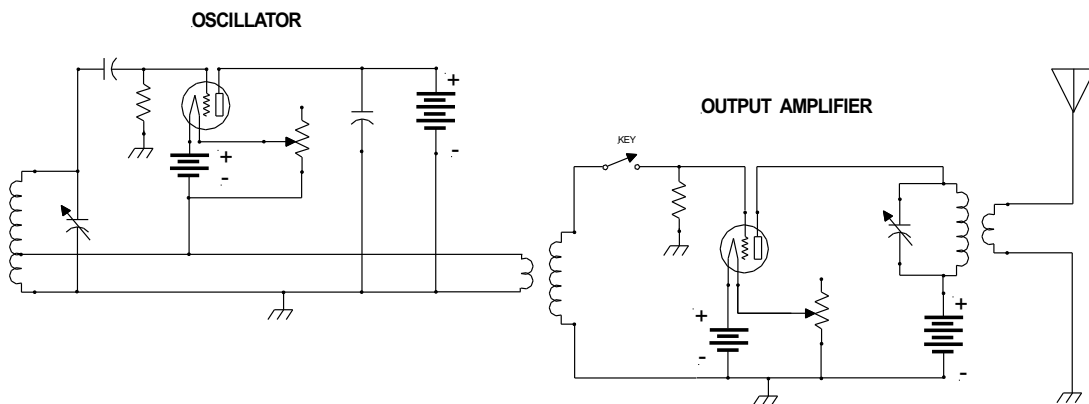 OSCILLATOR
+
-
+
-
OUTPUT AMPLIFIER
KEY
+
-
+
-